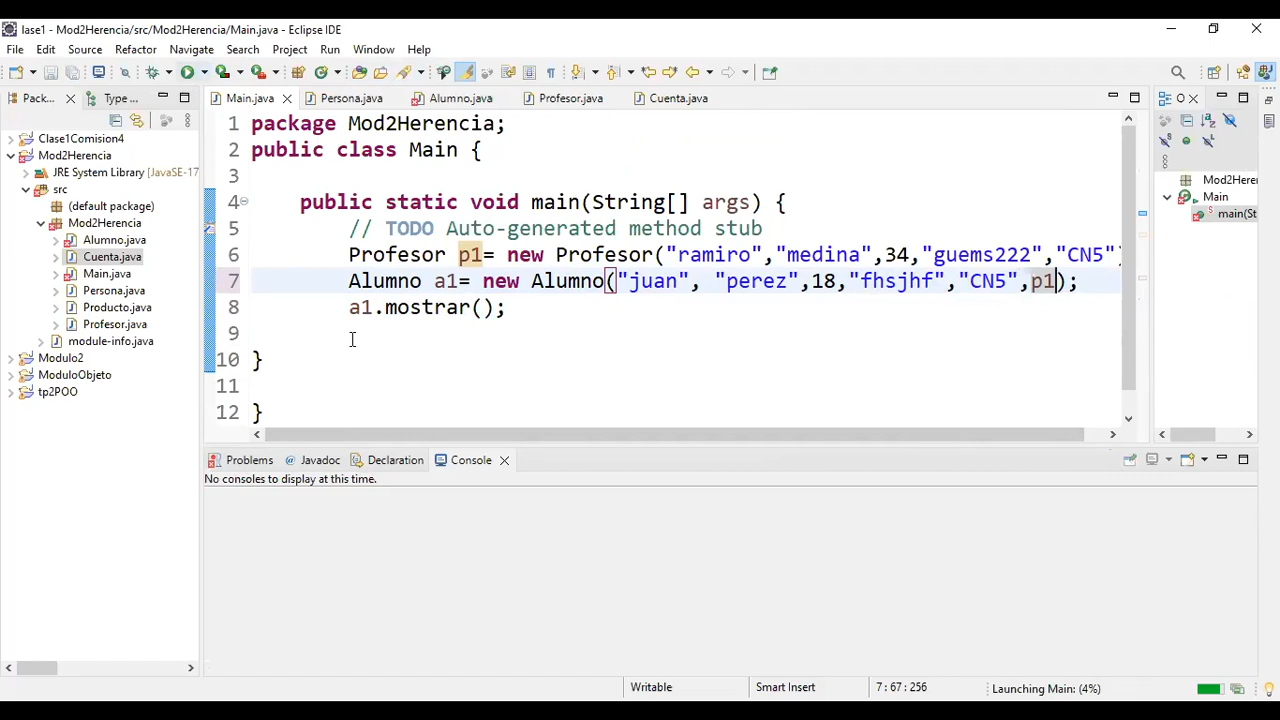 lase1 - Mod2Herencia/src/Mod2Herencia/Main.java - Eclipse IDE
File Edit Source Refactor Navigate Search Project Run Window Help
Pack... Type ... Main.java Persona.java Alumno.java Profesor.java Cuenta.java O
Clase1Comision4
Mod2Herencia
JRE System Library [JavaSE-17
src
(default package)
Mod2Herencia
Alumno.java
Cuenta.java
Main.java
Persona.java
Producto.java
Profesor.java
module-info.java
Modulo2
ModuloObjeto
tp2POO
1 package Mod2Herencia;
2 public class Main {
3
4 public static void main(String[] args) {
5 // TODO Auto-generated method stub
6 Profesor p1= new Profesor("ramiro","medina",34,"guems222","CN5")
7 Alumno a1= new Alumno("juan", "perez",18,"fhsjhf","CN5",p1);
8 a1.mostrar();
9
10 }
11
12 }
Mod2Herer
Main
main(St
Problems Javadoc Declaration Console
No consoles to display at this time.
Writable Smart Insert 7 : 67 : 256 Launching Main: (4%)